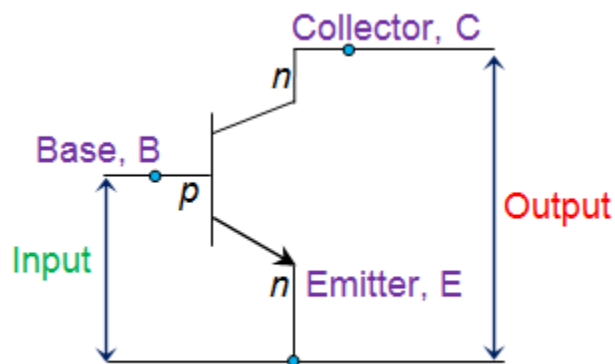 Collector, C
n
Base, B
p
Output
Input
n
Emitter, E